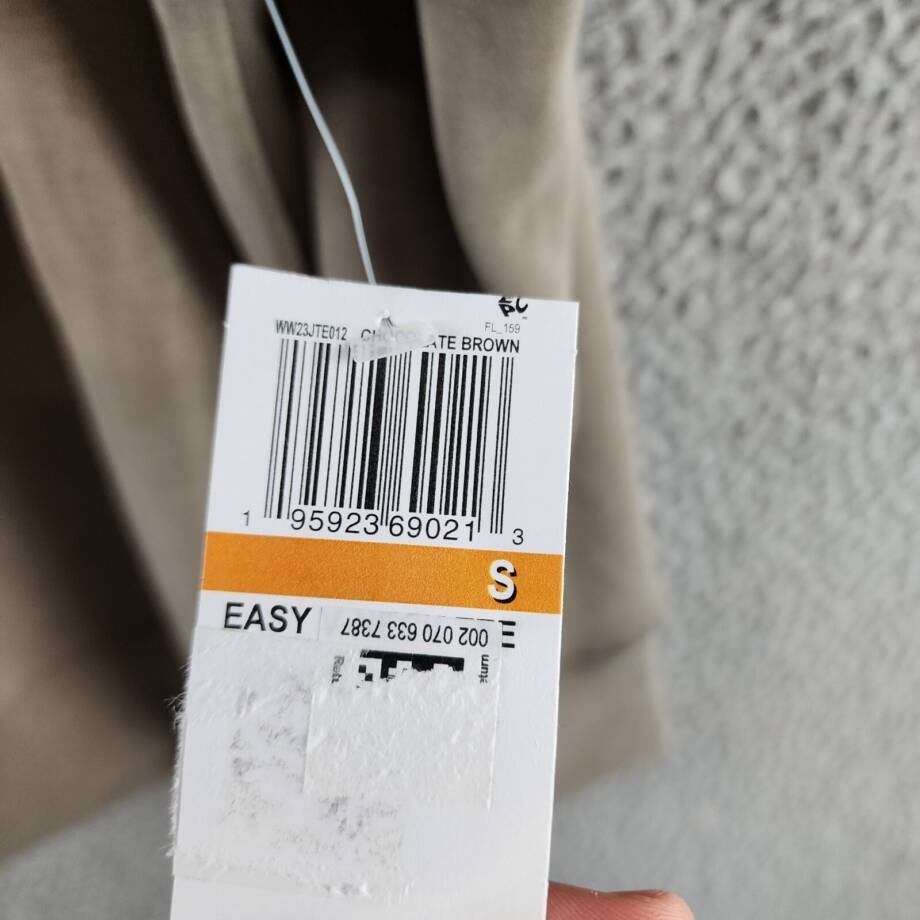 FL_159
WW23JTE012 CHOCOLATE BROWN
1 95923 69021 3
S
EASY
002 070 633 7387